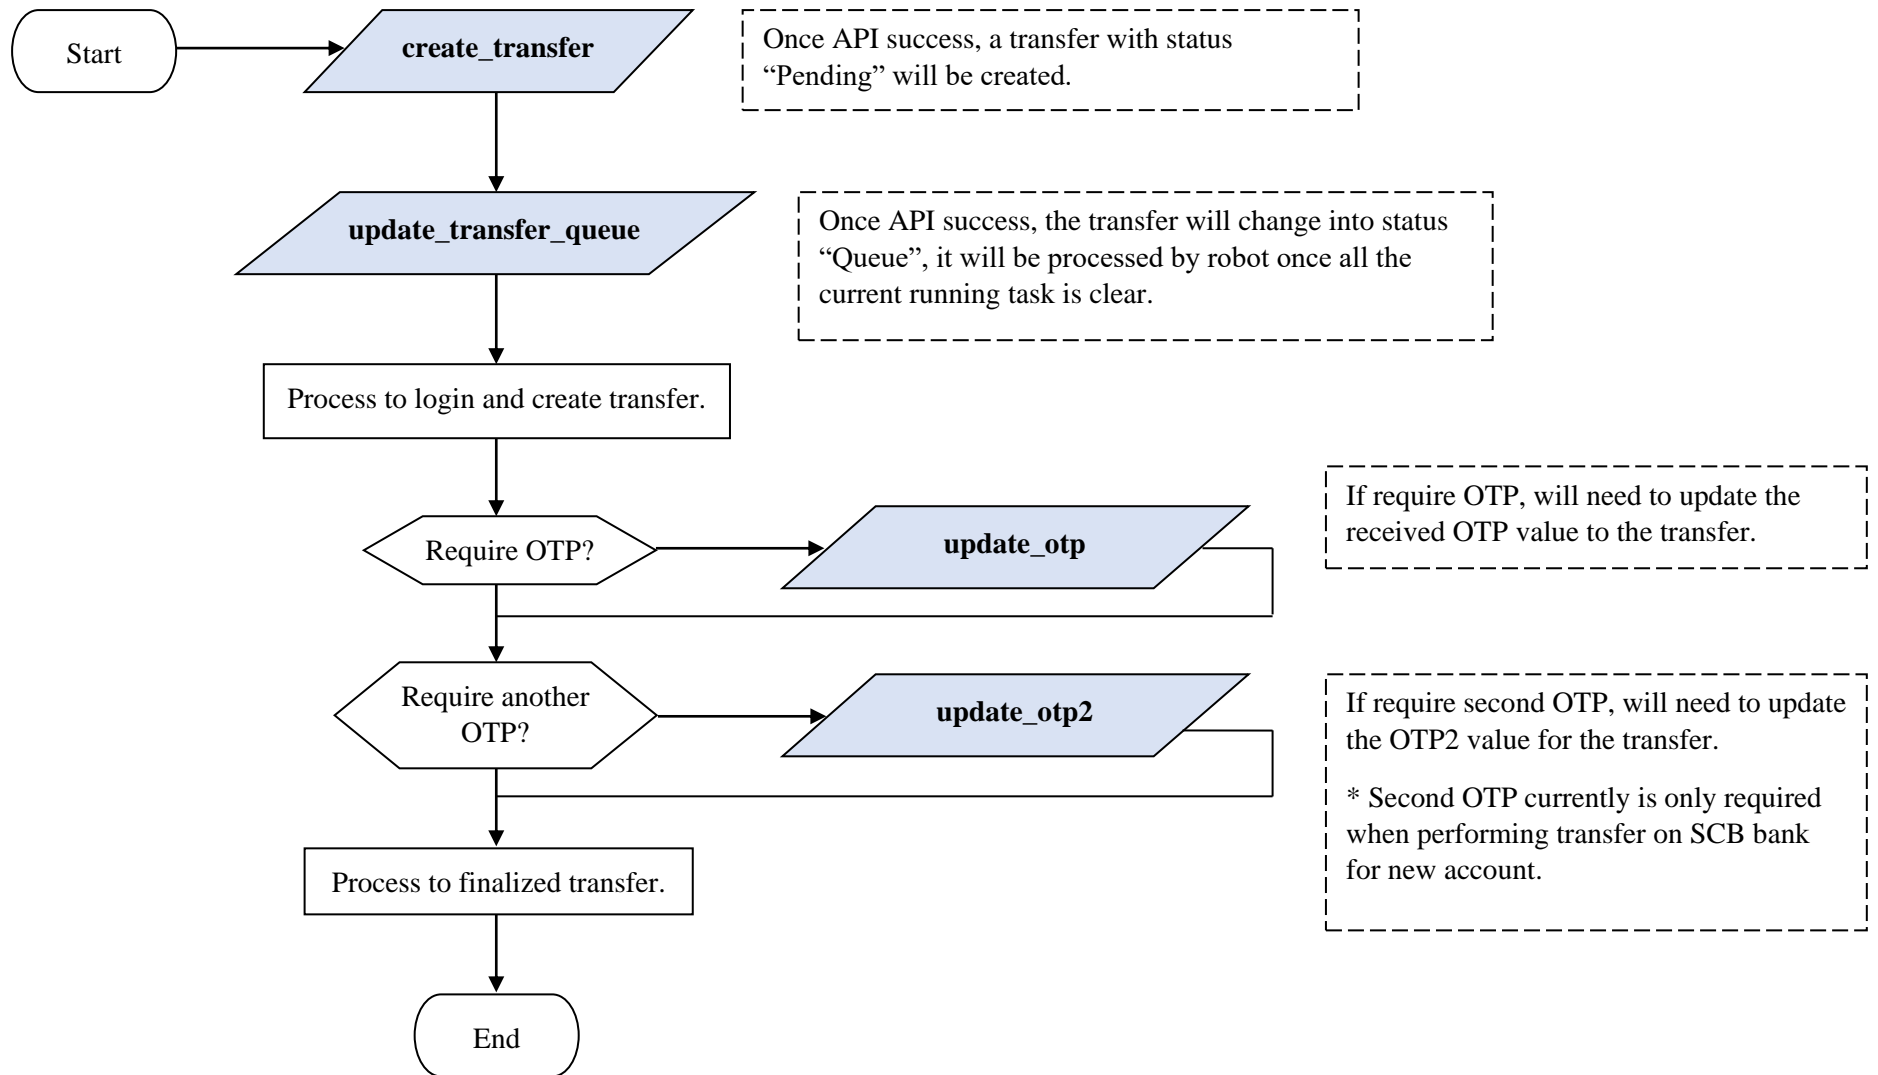 Start
create_transfer
Once API success, a transfer with status
“Pending” will be created.
update_transfer_queue
Once API success, the transfer will change into status
“Queue”, it will be processed by robot once all the
current running task is clear.
Process to login and create transfer.
Require OTP?
update_otp
If require OTP, will need to update the
received OTP value to the transfer.
Require another
OTP?
update_otp2
If require second OTP, will need to update
the OTP2 value for the transfer.
* Second OTP currently is only required
when performing transfer on SCB bank
for new account.
Process to finalized transfer.
End